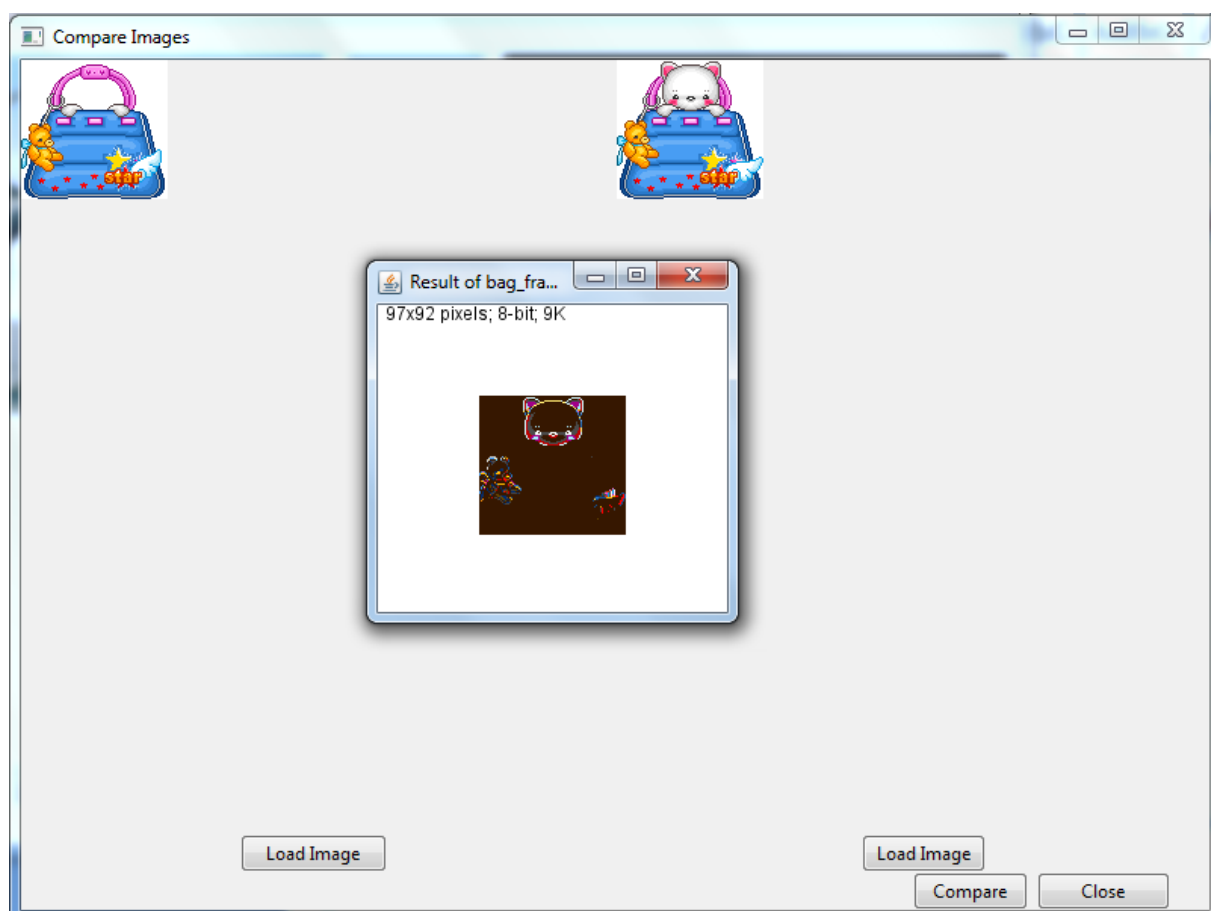 Compare Images
star
star
Result of bag_fra...
97x92 pixels; 8-bit; 9K
Load Image
Load Image
Compare
Close